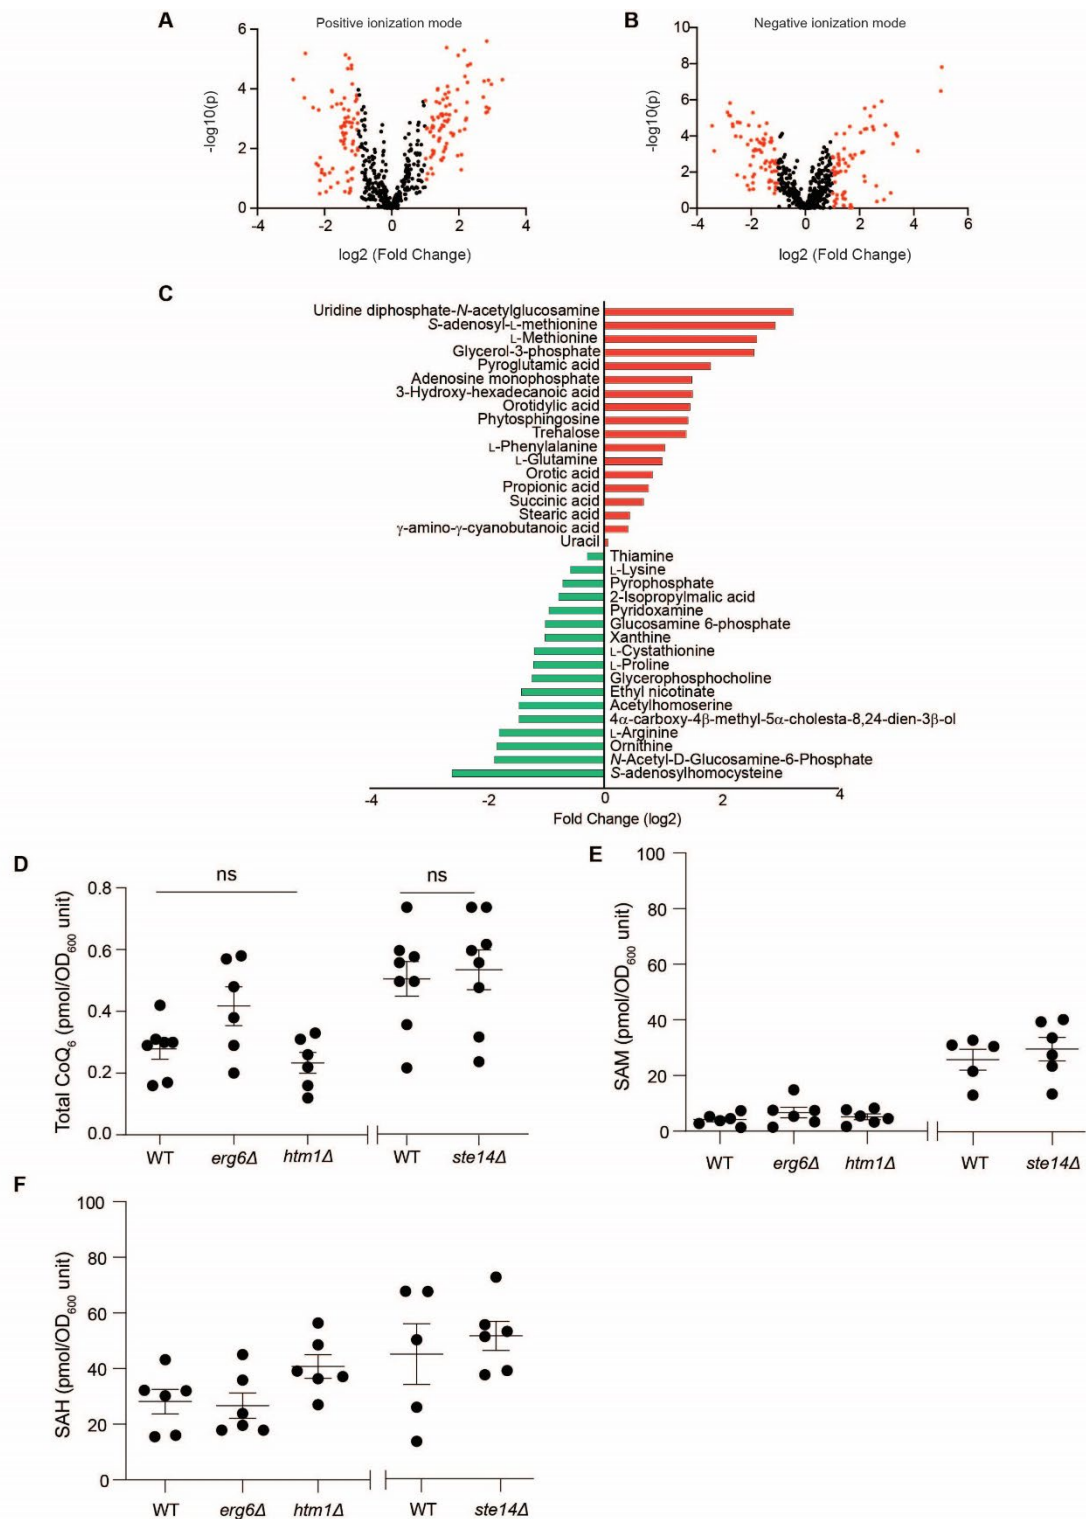 A
Positive ionization mode
6
4
2
0
-log10(p)
-4
-2
0
2
4
log2 (Fold Change)
B
Negative ionization mode
10
8
6
4
2
0
-log10(p)
-4
-2
0
2
4
6
log2 (Fold Change)
C
Uridine diphosphate-N-acetylglucosamine
S-adenosyl-L-methionine
L-Methionine
Glycerol-3-phosphate
Pyroglutamic acid
Adenosine monophosphate
3-Hydroxy-hexadecanoic acid
Orotidylic acid
Phytosphingosine
Trehalose
L-Phenylalanine
L-Glutamine
Orotic acid
Propionic acid
Succinic acid
Stearic acid
γ-amino-γ-cyanobutanoic acid
Uracil
Thiamine
L-Lysine
Pyrophosphate
2-Isopropylmalic acid
Pyridoxamine
Glucosamine 6-phosphate
Xanthine
L-Cystathionine
L-Proline
Glycerophosphocholine
Ethyl nicotinate
Acetylhomoserine
4α-carboxy-4β-methyl-5α-cholesta-8,24-dien-3β-ol
L-Arginine
Ornithine
N-Acetyl-D-Glucosamine-6-Phosphate
S-adenosylhomocysteine
-4
-2
0
2
4
Fold Change (log2)
D
ns
ns
0.8
0.6
0.4
0.2
0.0
Total CoQ6 (pmol/OD600 unit)
WT
erg6Δ
htm1Δ
WT
ste14Δ
E
100
80
60
40
20
0
SAM (pmol/OD600 unit)
WT
erg6Δ
htm1Δ
WT
ste14Δ
F
100
80
60
40
20
0
SAH (pmol/OD600 unit)
WT
erg6Δ
htm1Δ
WT
ste14Δ